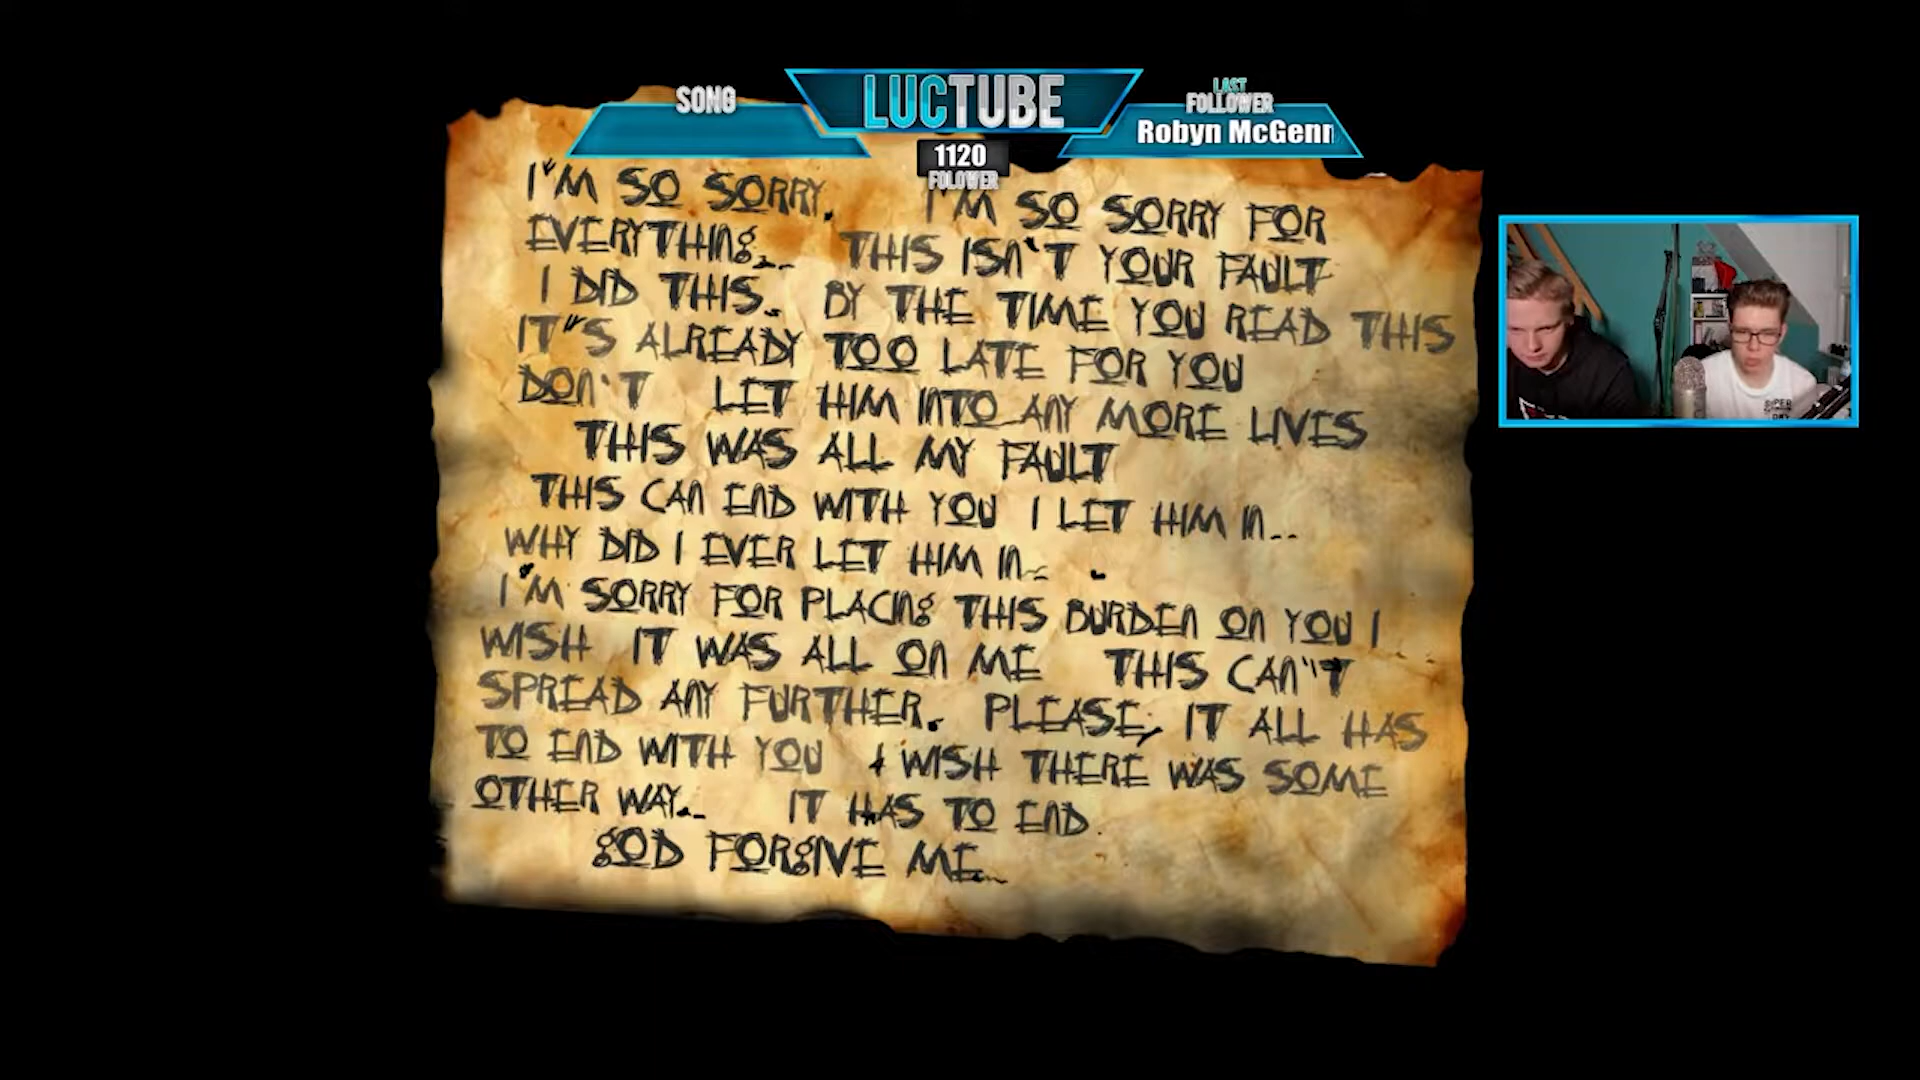 SONG
LUCTUBE
LAST
FOLLOWER
Robyn McGenn
1120
FOLOWER
I"M SO SORRY. I'M SO SORRY FOR
EVERYTHING... THIS ISN'T YOUR FAULT
I DID THIS.. BY THE TIME YOU READ THIS
IT"S ALREADY TOO LATE FOR YOU
DON'T LET HIM INTO ANY MORE LIVES
THIS WAS ALL MY FAULT
THIS CAN END WITH YOU I LET HIM IN...
WHY DID I EVER LET HIM IN...
I'M SORRY FOR PLACING THIS BURDEN ON YOU I
WISH IT WAS ALL ON ME THIS CAN'T
SPREAD ANY FURTHER. PLEASE, IT ALL HAS
TO END WITH YOU I WISH THERE WAS SOME
OTHER WAY... IT HAS TO END.
GOD FORGIVE ME...